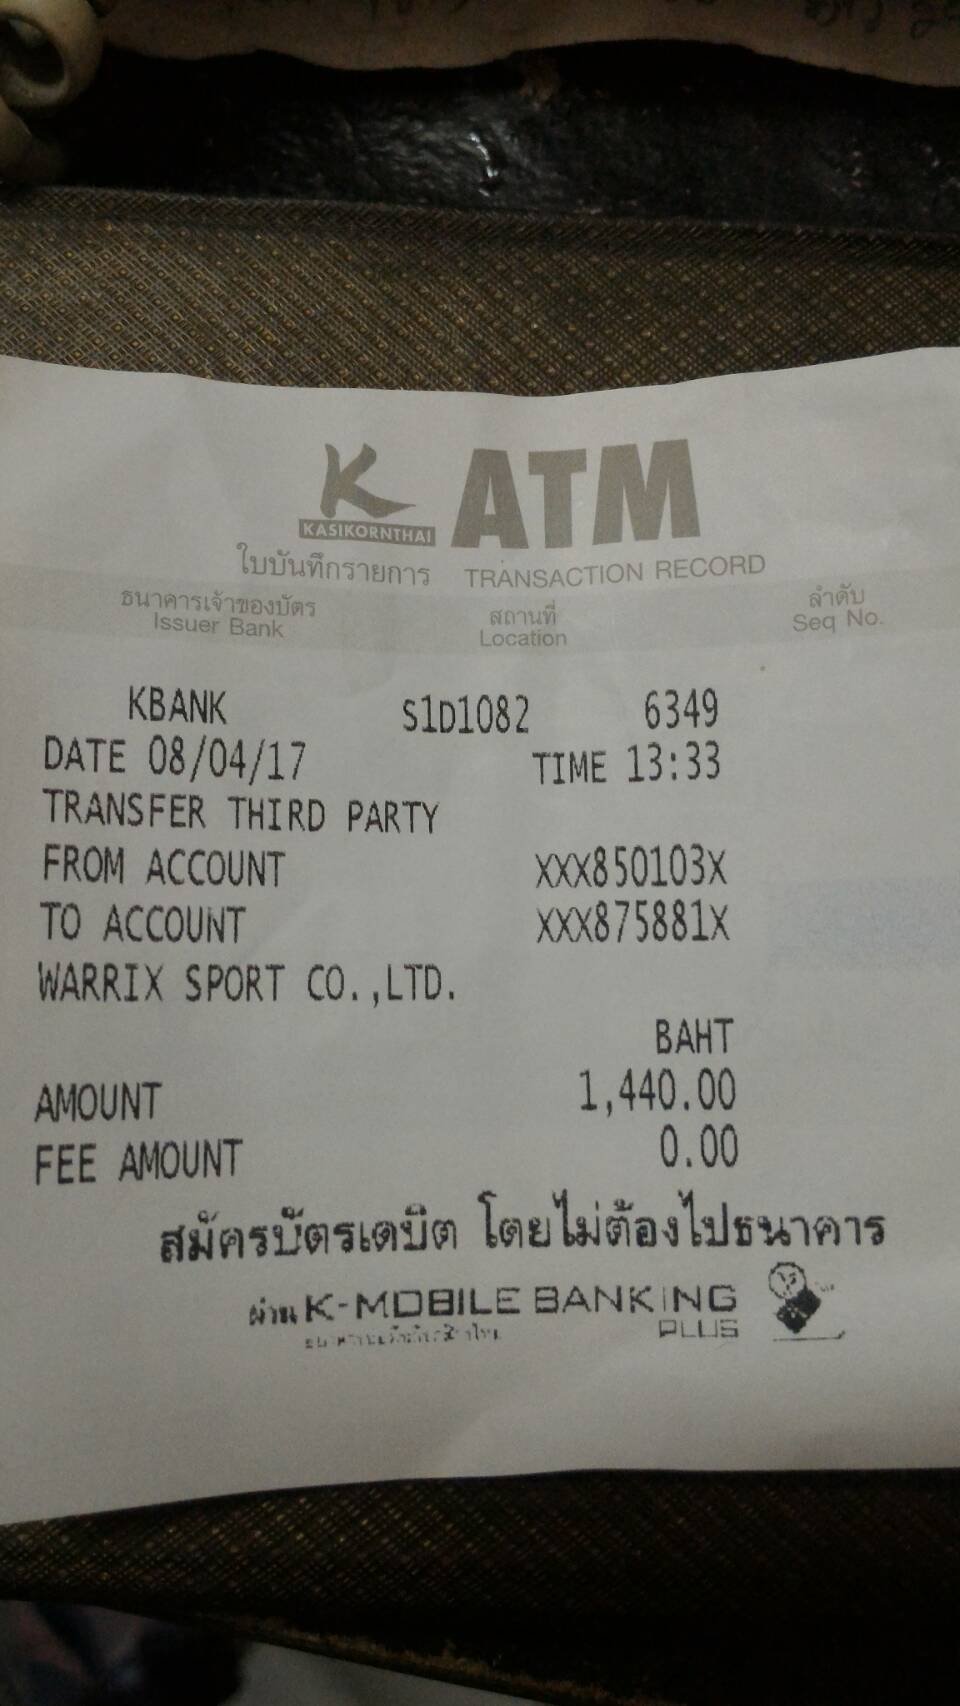 K ATM
KASIKORNTHAI
ใบบันทึกรายการ TRANSACTION RECORD
ธนาคารเจ้าของบัตร สถานที่ ลำดับ
Issuer Bank Location Seq No.
KBANK S1D1082 6349
DATE 08/04/17 TIME 13:33
TRANSFER THIRD PARTY
FROM ACCOUNT XXX850103X
TO ACCOUNT XXX875881X
WARRIX SPORT CO.,LTD.
BAHT
AMOUNT 1,440.00
FEE AMOUNT 0.00
สมัครบัตรเดบิต โดยไม่ต้องไปธนาคาร
ผ่าน K-MOBILE BANKING
PLUS